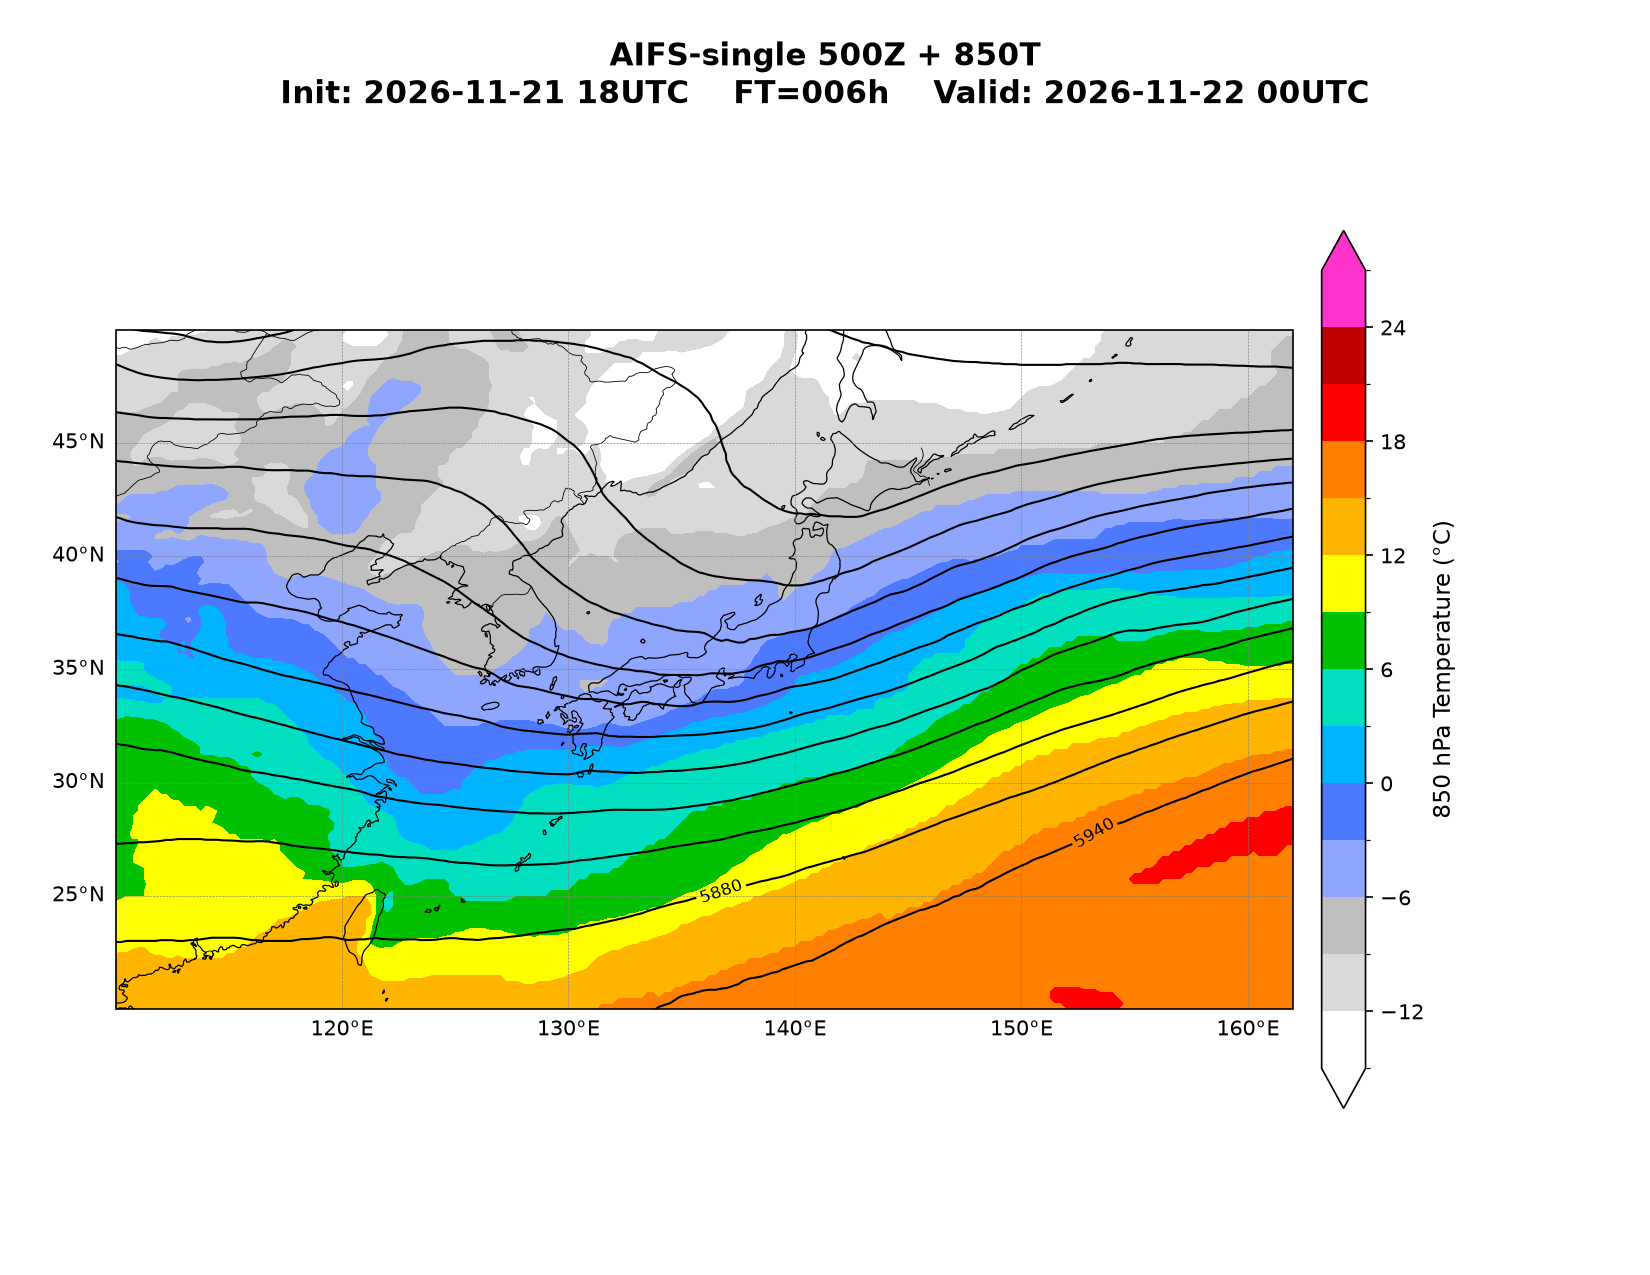 AIFS-single 500Z + 850T
Init: 2026-11-21 18UTC    FT=006h    Valid: 2026-11-22 00UTC
45°N
40°N
35°N
30°N
25°N
120°E
130°E
140°E
150°E
160°E
5880
5940
24
18
12
6
0
−6
−12
850 hPa Temperature (°C)